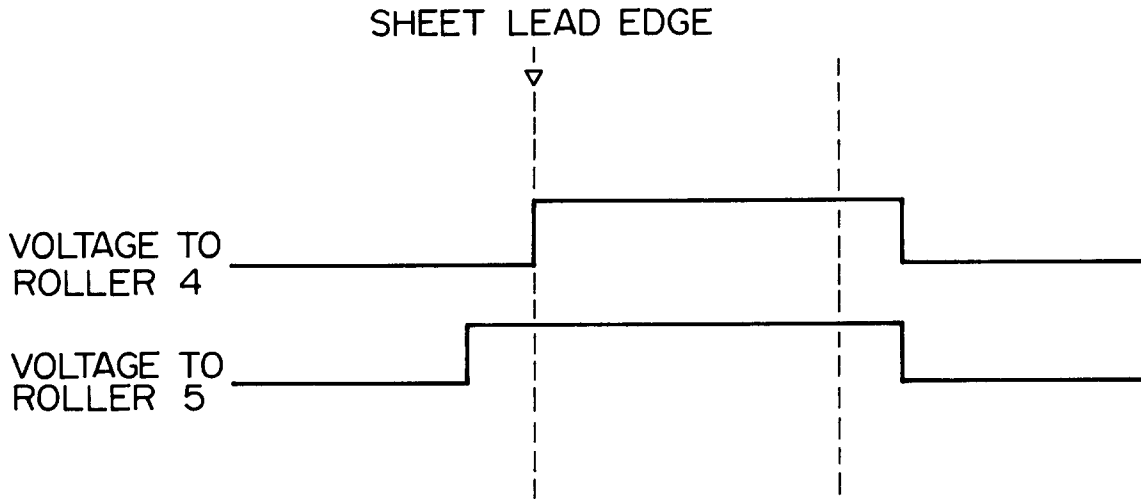 SHEET LEAD EDGE
VOLTAGE TO
ROLLER 4
VOLTAGE TO
ROLLER 5